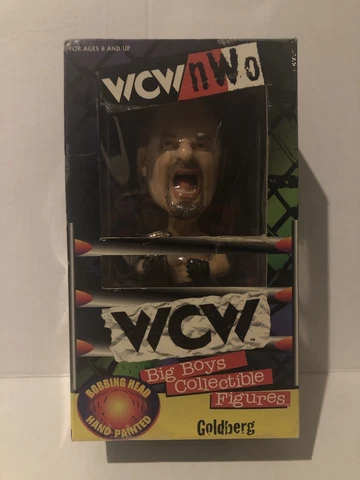 FOR AGES 8 AND UP
WCW nWo
WCW
Big Boys
Collectible
Figures
BOBBING HEAD
HAND PAINTED
Goldberg